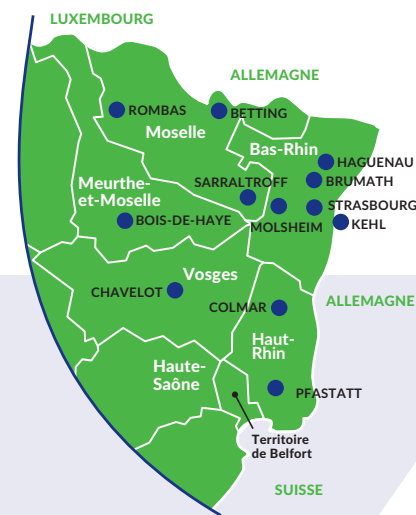 LUXEMBOURG
ALLEMAGNE
ROMBAS
BETTING
Moselle
Bas-Rhin
HAGUENAU
SARRALTROFF
BRUMATH
Meurthe-
et-Moselle
STRASBOURG
BOIS-DE-HAYE
MOLSHEIM
KEHL
Vosges
CHAVELOT
ALLEMAGNE
COLMAR
Haut-
Rhin
Haute-
Saône
PFASTATT
Territoire
de Belfort
SUISSE